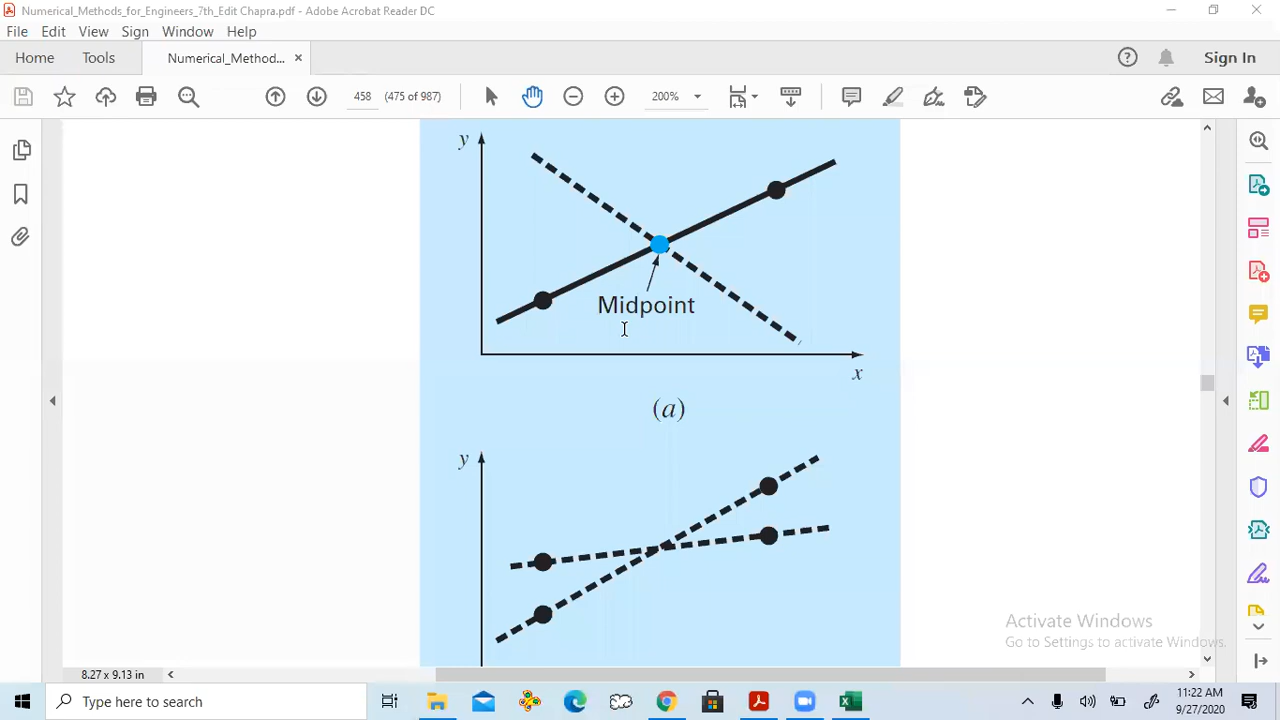 Numerical_Methods_for_Engineers_7th_Edit Chapra.pdf - Adobe Acrobat Reader DC
File Edit View Sign Window Help
Home Tools Numerical_Method... × Sign In
458 (475 of 987) 200%
y
Midpoint
x
(a)
y
Activate Windows
Go to Settings to activate Windows.
8.27 x 9.13 in
Type here to search
11:22 AM
9/27/2020